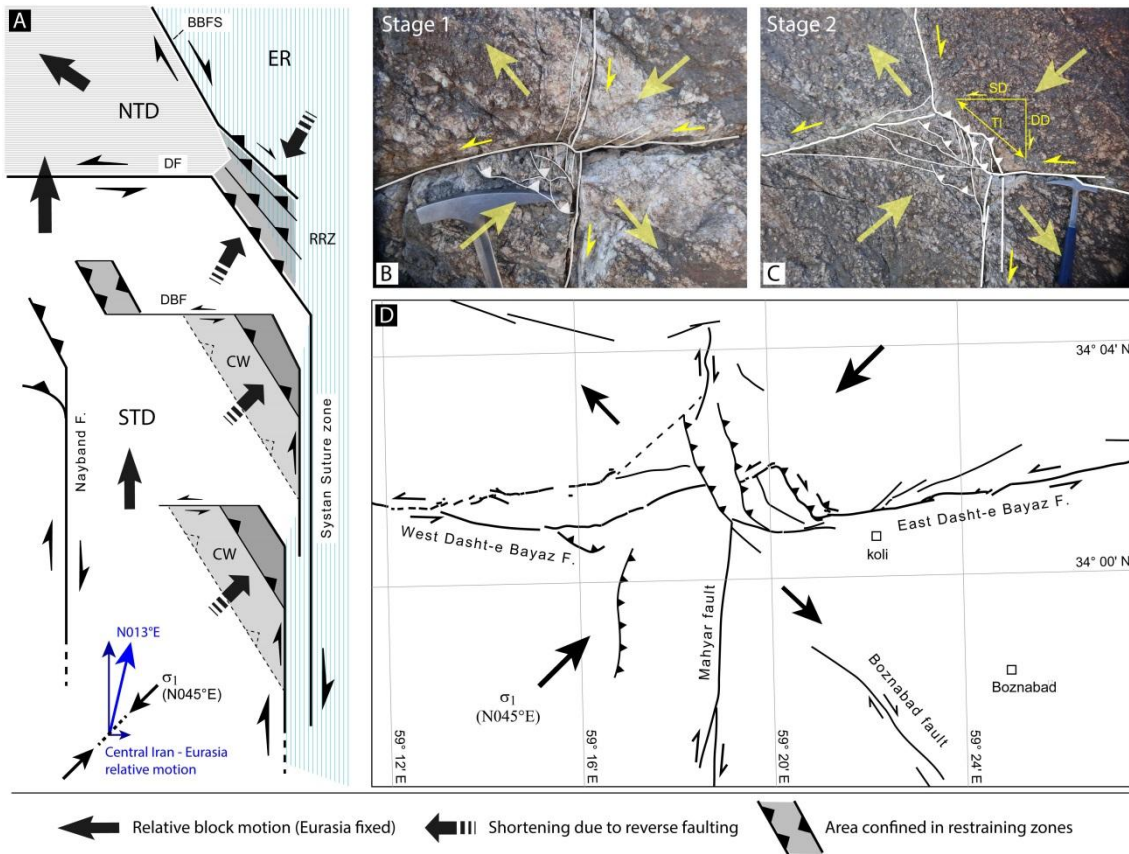 A
BBFS
ER
NTD
DF
RRZ
DBF
CW
STD
Nayband F.
Systan Suture zone
CW
N013°E
σ1
(N045°E)
Central Iran - Eurasia
relative motion
Stage 1
B
Stage 2
SD
TI
DD
C
D
34° 04' N
West Dasht-e Bayaz F.
East Dasht-e Bayaz F.
koli
34° 00' N
Mahyar fault
Boznabad fault
Boznabad
σ1
(N045°E)
59° 12' E
59° 16' E
59° 20' E
59° 24' E
Relative block motion (Eurasia fixed)
Shortening due to reverse faulting
Area confined in restraining zones